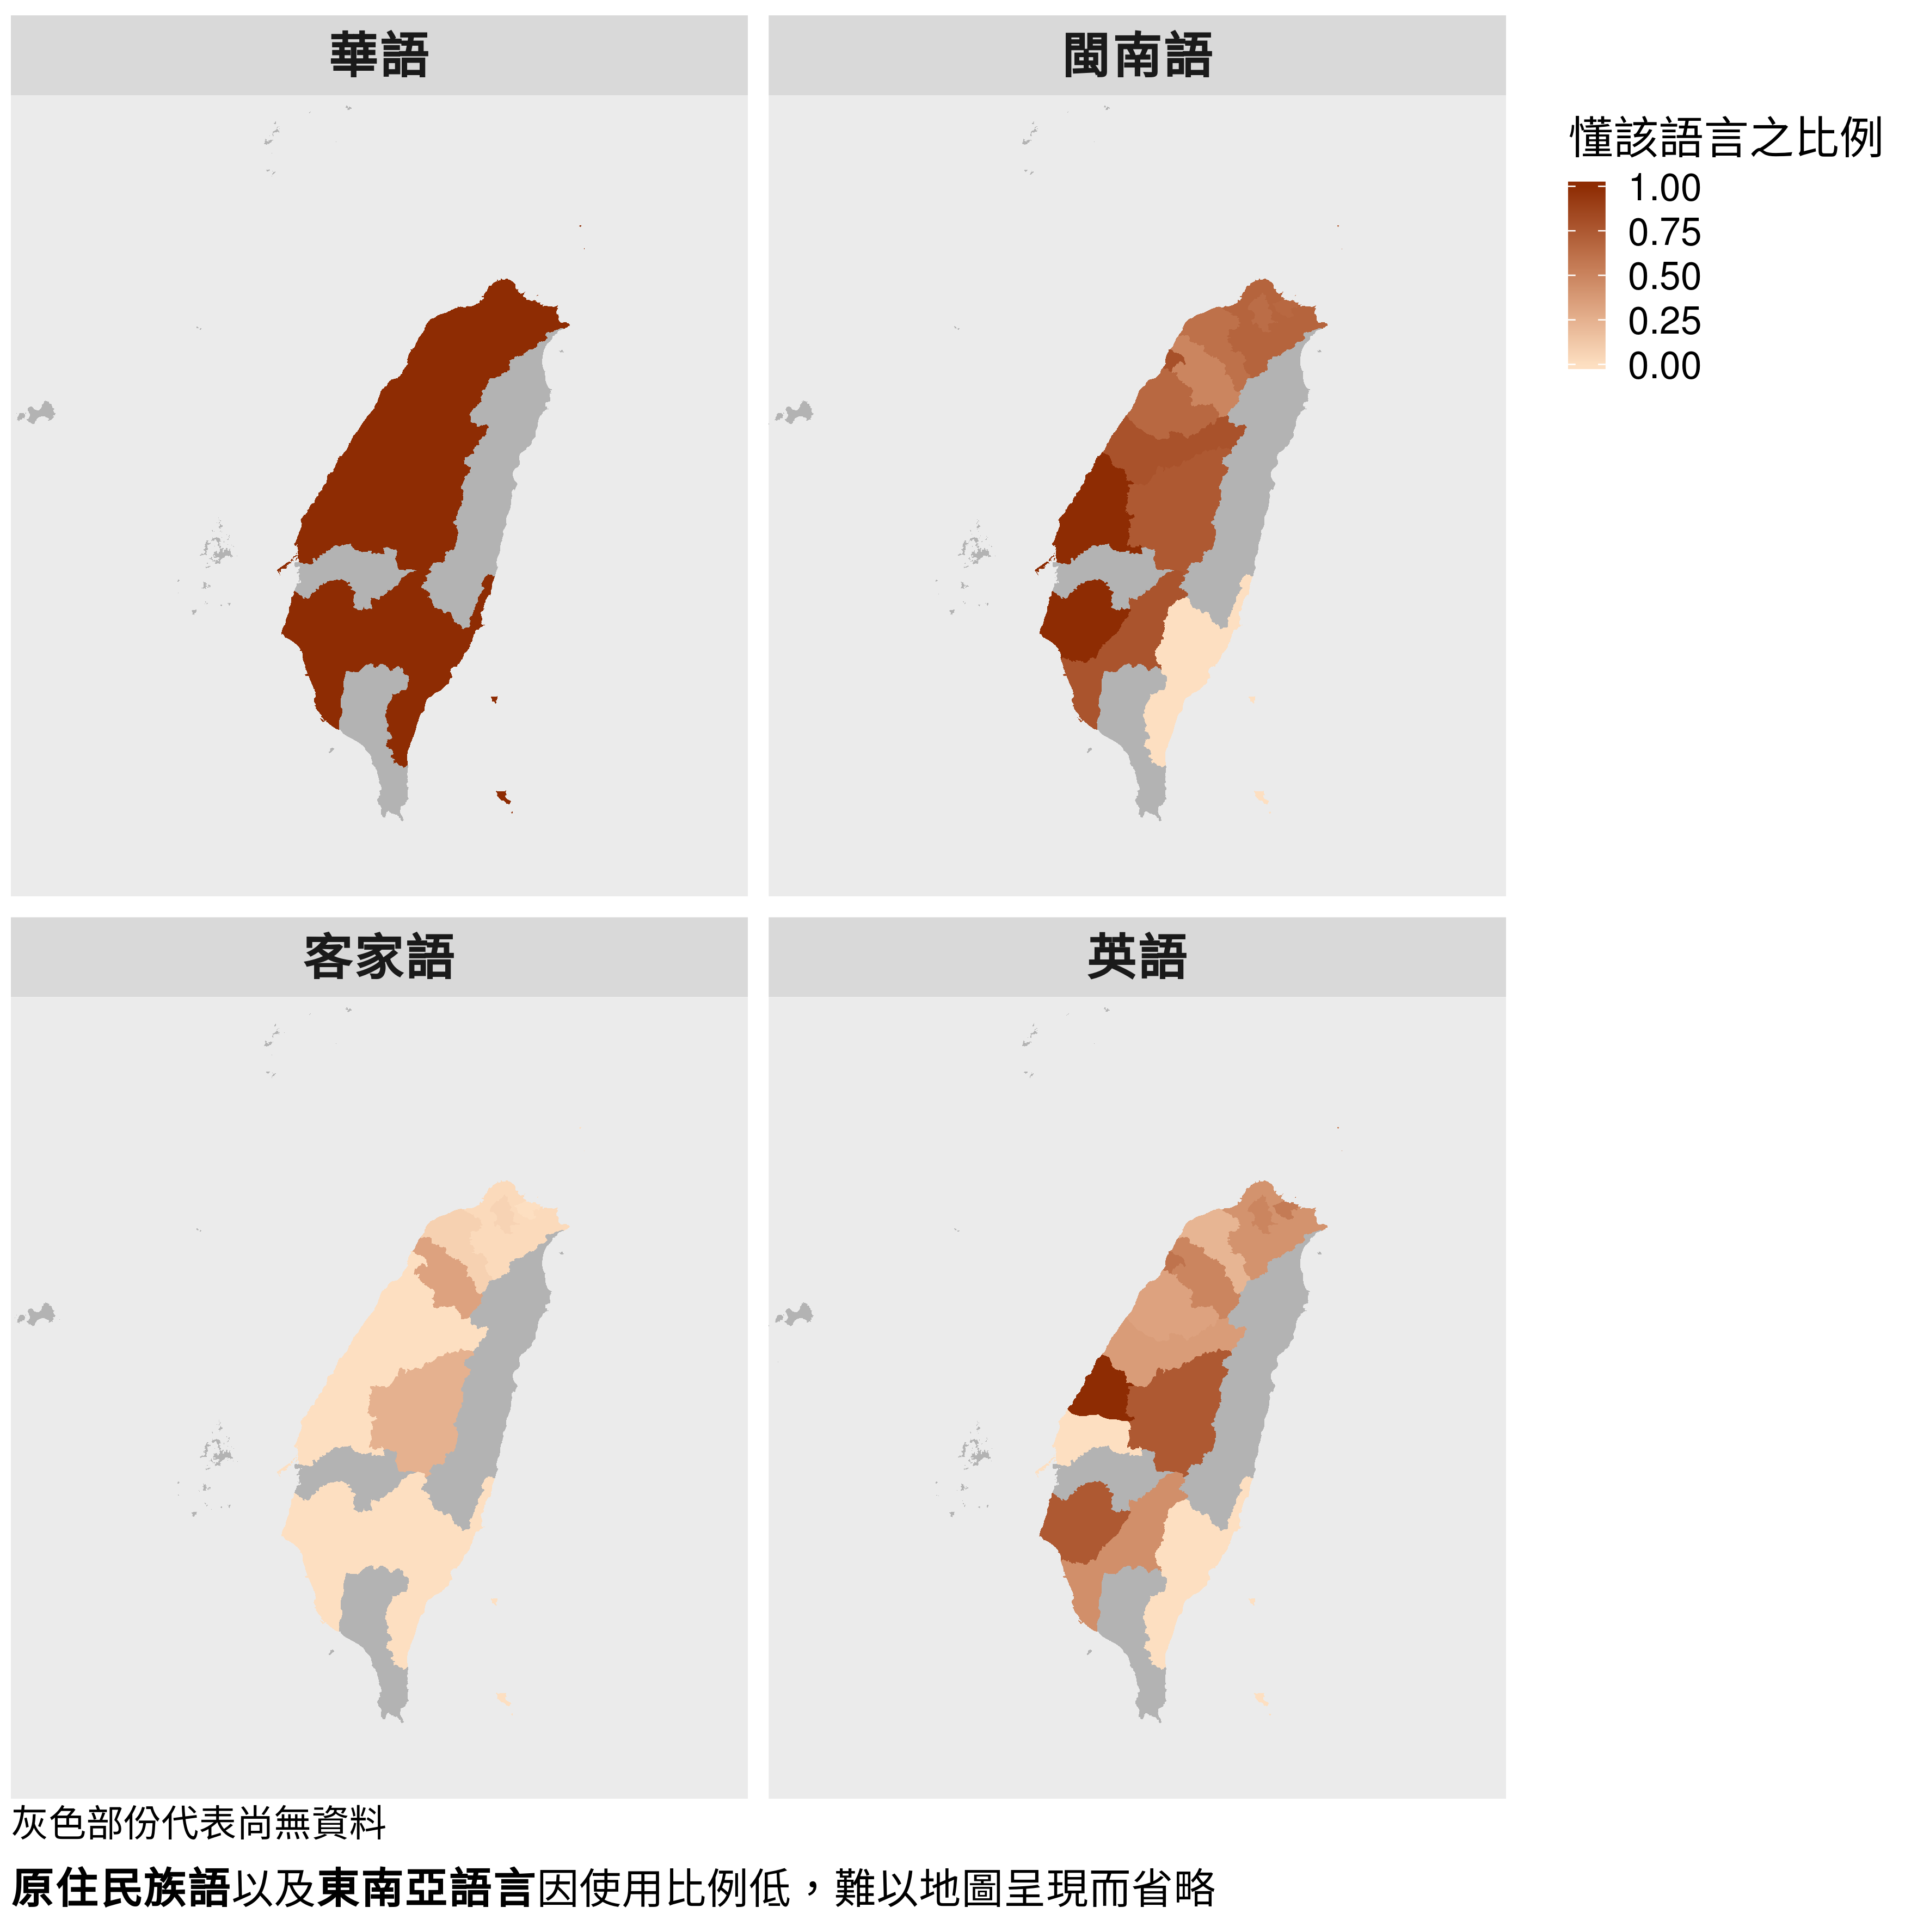 華語
閩南語
懂該語言之比例
1.00
0.75
0.50
0.25
0.00
客家語
英語
灰色部份代表尚無資料
原住民族語以及東南亞語言因使用比例低，難以地圖呈現而省略